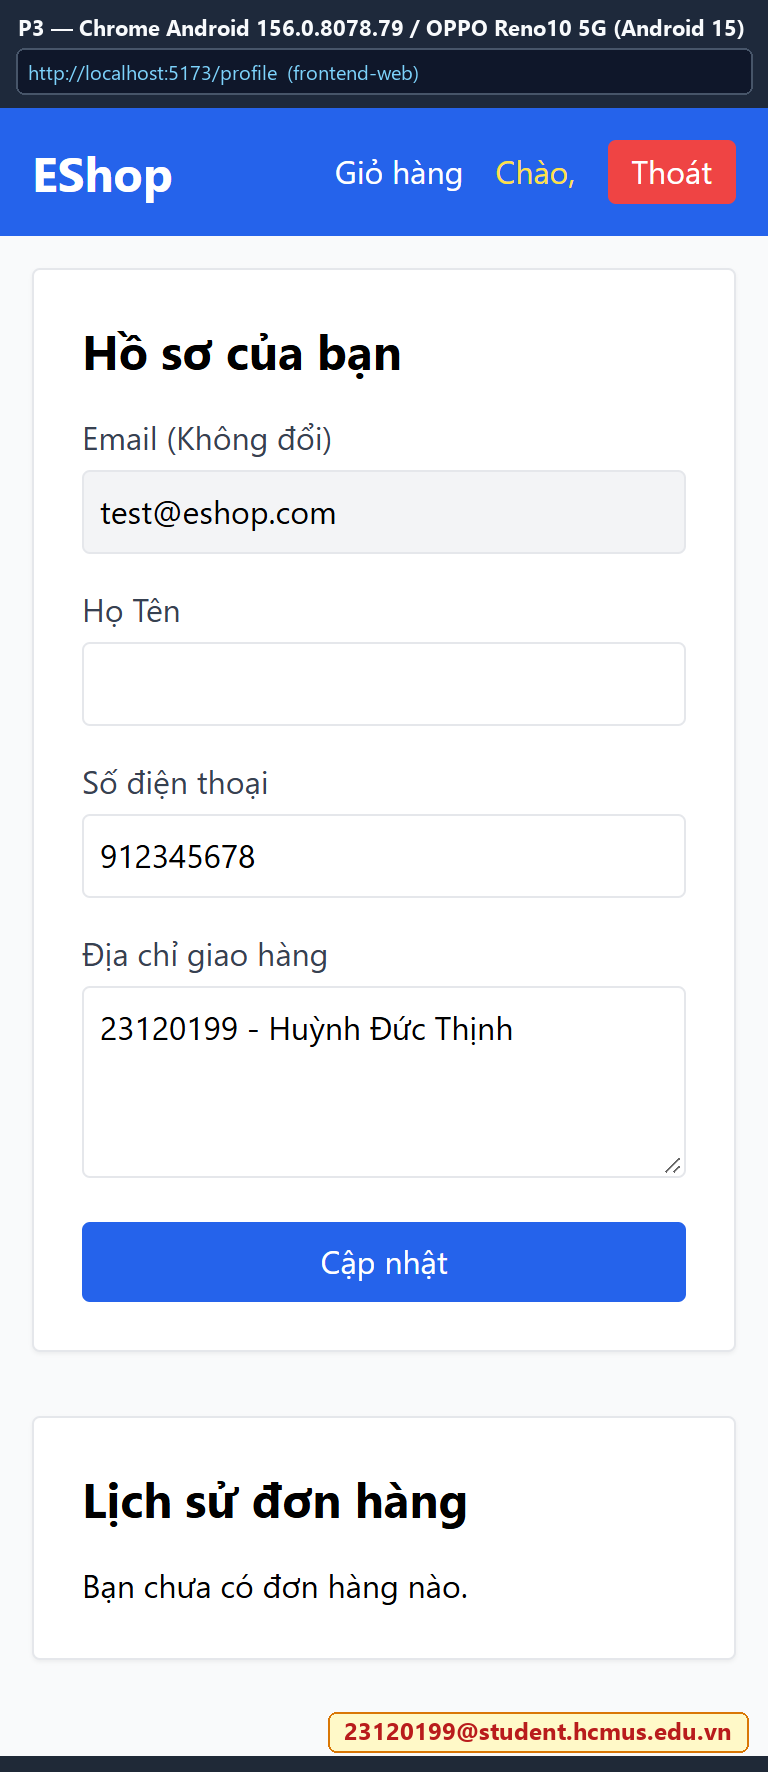 P3 — Chrome Android 156.0.8078.79 / OPPO Reno10 5G (Android 15)
http://localhost:5173/profile (frontend-web)
EShop
Giỏ hàng
Chào,
Thoát
Hồ sơ của bạn
Email (Không đổi)
test@eshop.com
Họ Tên
Số điện thoại
912345678
Địa chỉ giao hàng
23120199 - Huỳnh Đức Thịnh
Cập nhật
Lịch sử đơn hàng
Bạn chưa có đơn hàng nào.
23120199@student.hcmus.edu.vn